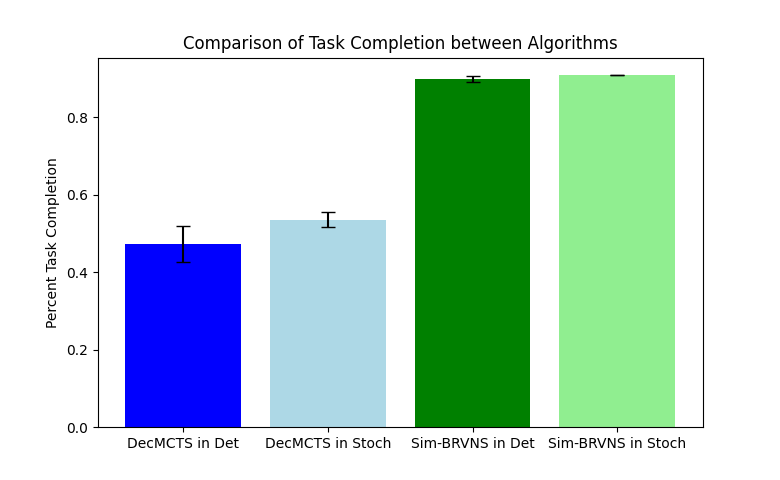 Comparison of Task Completion between Algorithms
Percent Task Completion
0.8
0.6
0.4
0.2
0.0
DecMCTS in Det
DecMCTS in Stoch
Sim-BRVNS in Det
Sim-BRVNS in Stoch